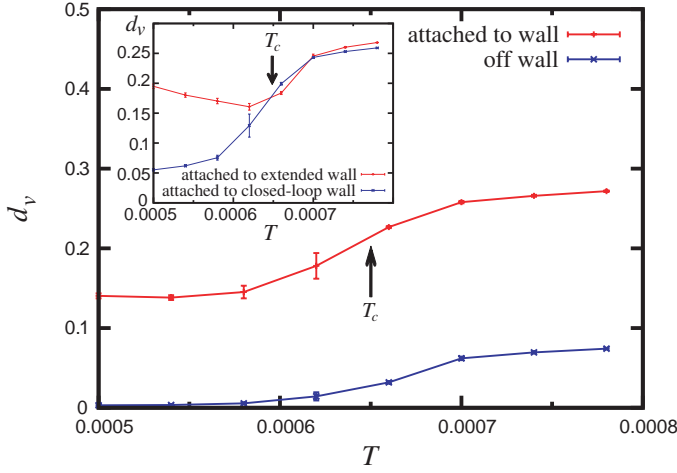 0.5
0.4
0.3
0.2
0.1
0
d_v
0.0005
0.0006
0.0007
0.0008
T
attached to wall
off wall
T_c
d_v
0.25
0.20
0.15
0.1
0.05
0
0.0005
0.0006
0.0007
T
T_c
attached to extended wall
attached to closed-loop wall